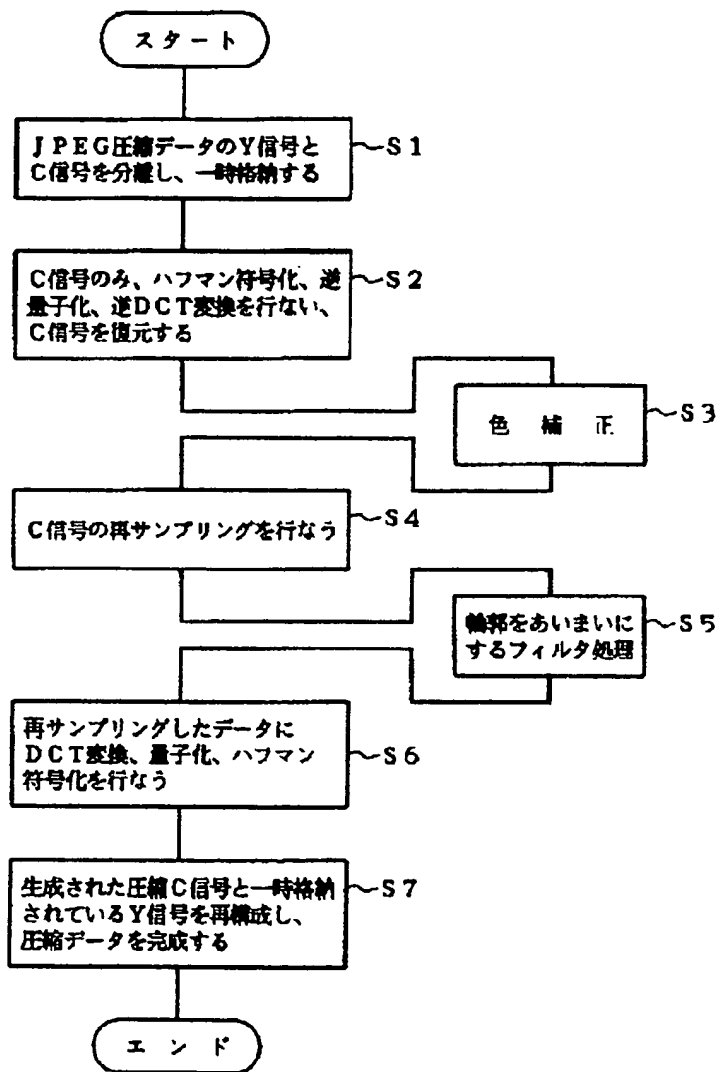 スタート
JPEG圧縮データのY信号と
C信号を分離し、一時格納する
~S1
C信号のみ、ハフマン符号化、逆
量子化、逆DCT変換を行ない、
C信号を復元する
~S2
色補正
~S3
C信号の再サンプリングを行なう
~S4
輪郭をあいまいに
するフィルタ処理
~S5
再サンプリングしたデータに
DCT変換、量子化、ハフマン
符号化を行なう
~S6
生成された圧縮C信号と一時格納
されているY信号を再構成し、
圧縮データを完成する
~S7
エンド